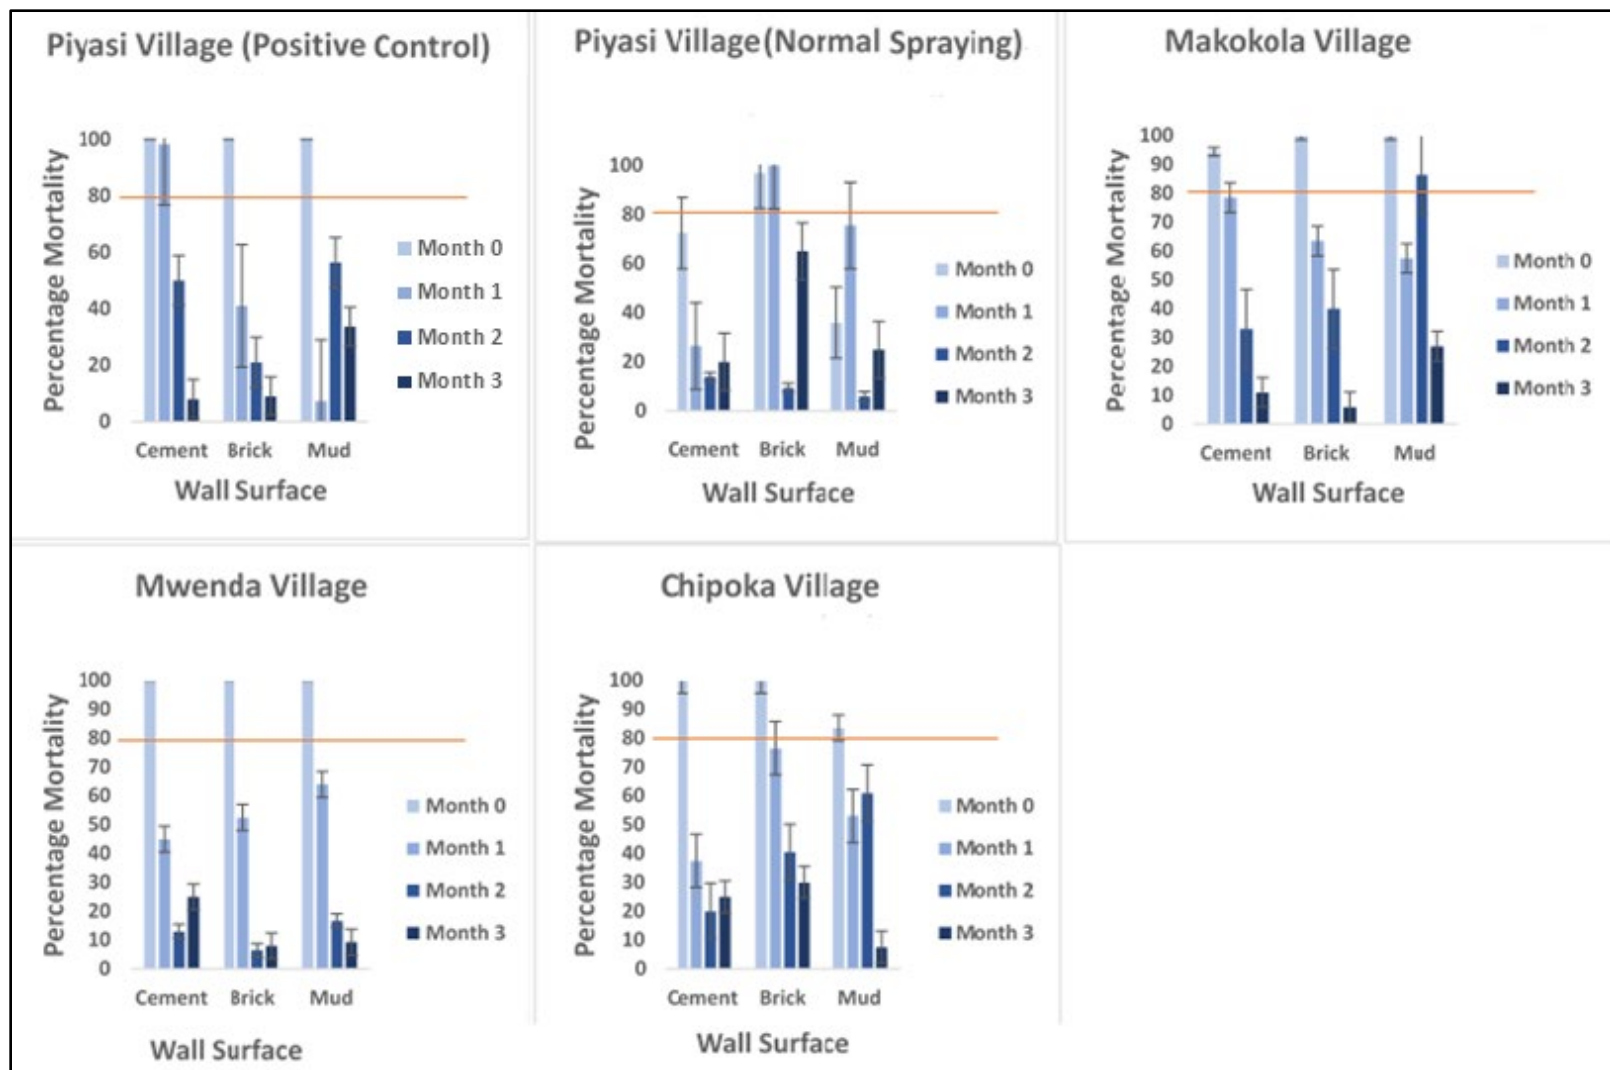 Piyasi Village (Positive Control)
Percentage Mortality
100
80
60
40
20
0
Cement Brick Mud
Wall Surface
Month 0
Month 1
Month 2
Month 3
Piyasi Village (Normal Spraying)
Percentage Mortality
100
80
60
40
20
0
Cement Brick Mud
Wall Surface
Month 0
Month 1
Month 2
Month 3
Makokola Village
Percentage Mortality
100
90
80
70
60
50
40
30
20
10
0
Cement Brick Mud
Wall Surface
Month 0
Month 1
Month 2
Month 3
Mwenda Village
Percentage Mortality
100
90
80
70
60
50
40
30
20
10
0
Cement Brick Mud
Wall Surface
Month 0
Month 1
Month 2
Month 3
Chipoka Village
Percentage Mortality
100
90
80
70
60
50
40
30
20
10
0
Cement Brick Mud
Wall Surface
Month 0
Month 1
Month 2
Month 3